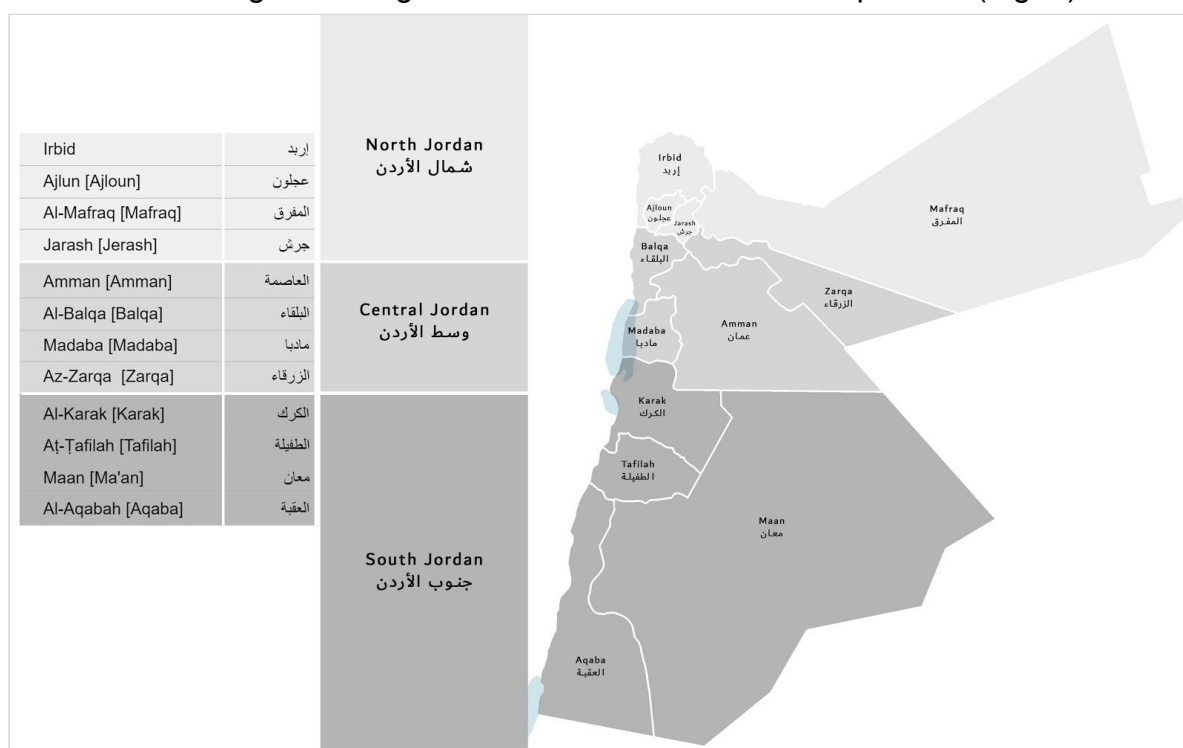 Irbid إربد
Ajlun [Ajloun] عجلون
Al-Mafraq [Mafraq] المفرق
Jarash [Jerash] جرش
Amman [Amman] العاصمة
Al-Balqa [Balqa] البلقاء
Madaba [Madaba] مادبا
Az-Zarqa [Zarqa] الزرقاء
Al-Karak [Karak] الكرك
Aț-Țafilah [Tafilah] الطفيلة
Maan [Ma'an] معان
Al-Aqabah [Aqaba] العقبة
North Jordan
شمال الأردن
Central Jordan
وسط الأردن
South Jordan
جنوب الأردن
Irbid
إربد
Ajloun
عجلون
Jarash
جرش
Mafraq
المفرق
Balqa
البلقاء
Zarqa
الزرقاء
Madaba
مادبا
Amman
عمان
Karak
الكرك
Tafilah
الطفيلة
Maan
معان
Aqaba
العقبة